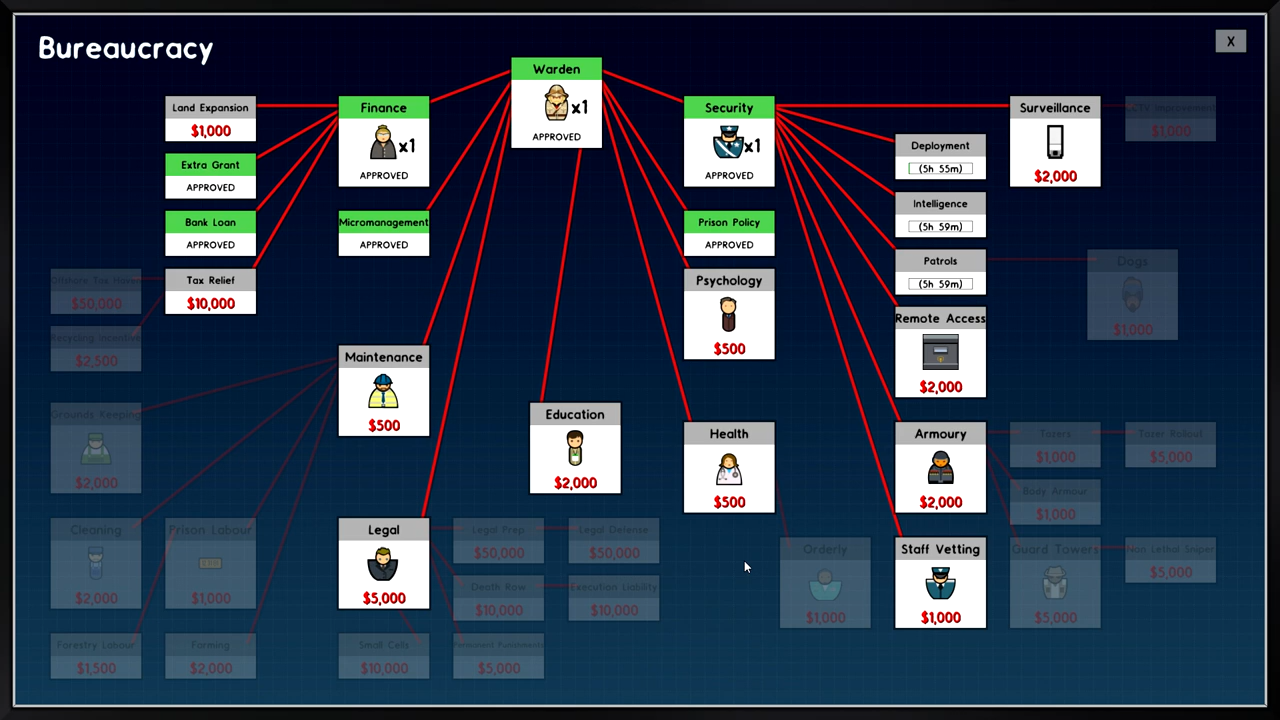 Bureaucracy
X
Warden
x1
APPROVED
Land Expansion
$1,000
Finance
x1
APPROVED
Security
x1
APPROVED
Surveillance
$2,000
CCTV Improvement
$1,000
Deployment
(5h 55m)
Extra Grant
APPROVED
Intelligence
(5h 59m)
Bank Loan
APPROVED
Micromanagement
APPROVED
Prison Policy
APPROVED
Patrols
(5h 59m)
Dogs
$1,000
Offshore Tax Haven
$50,000
Tax Relief
$10,000
Psychology
$500
Remote Access
$2,000
Recycling Incentive
$2,500
Maintenance
$500
Grounds Keeping
$2,000
Education
$2,000
Health
$500
Armoury
$2,000
Tazers
$1,000
Tazer Rollout
$5,000
Body Armour
$1,000
Cleaning
$2,000
Prison Labour
$1,000
Legal
$5,000
Legal Prep
$50,000
Legal Defense
$50,000
Orderly
$1,000
Staff Vetting
$1,000
Guard Towers
$5,000
Non Lethal Sniper
$5,000
Death Row
$10,000
Execution Liability
$10,000
Forestry Labour
$1,500
Farming
$2,000
Small Cells
$10,000
Permanent Punishments
$5,000